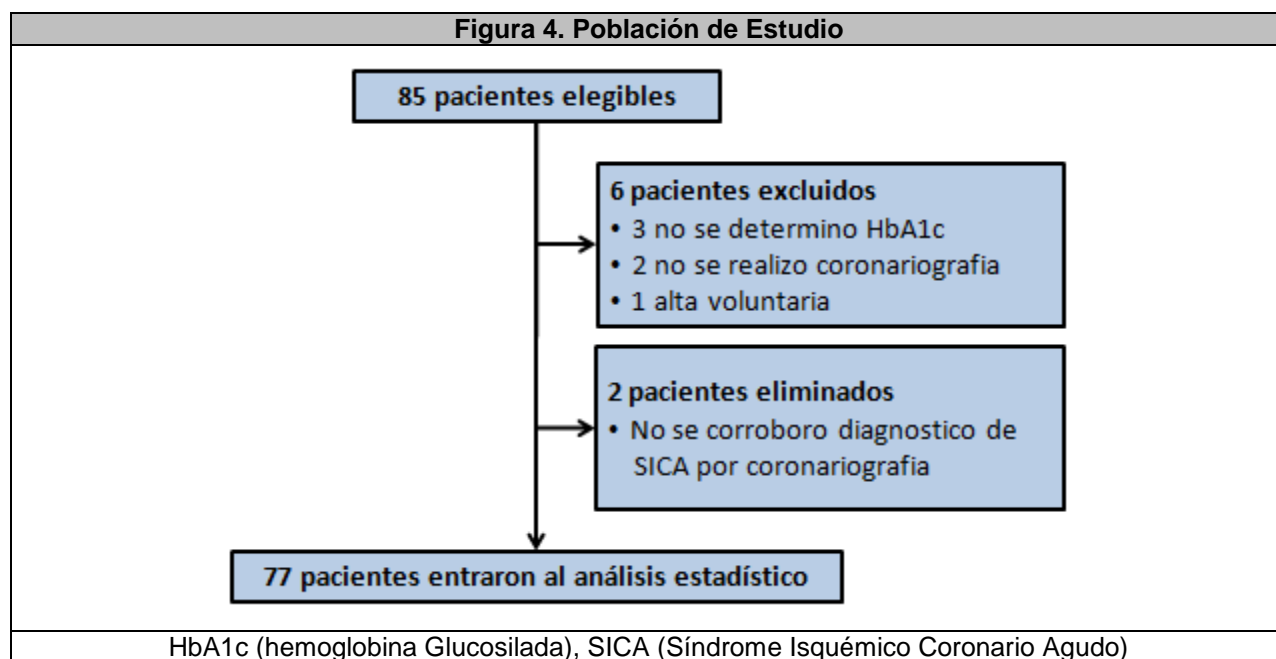 Figura 4. Población de Estudio
85 pacientes elegibles
6 pacientes excluidos
• 3 no se determino HbA1c
• 2 no se realizo coronariografia
• 1 alta voluntaria
2 pacientes eliminados
• No se corroboro diagnostico de
SICA por coronariografia
77 pacientes entraron al análisis estadístico
HbA1c (hemoglobina Glucosilada), SICA (Síndrome Isquémico Coronario Agudo)